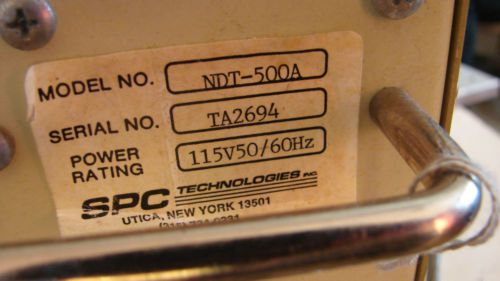 MODEL NO. NDT-500A
SERIAL NO. TA2694
POWER
RATING 115V50/60Hz
SPC TECHNOLOGIES INC.
UTICA, NEW YORK 13501